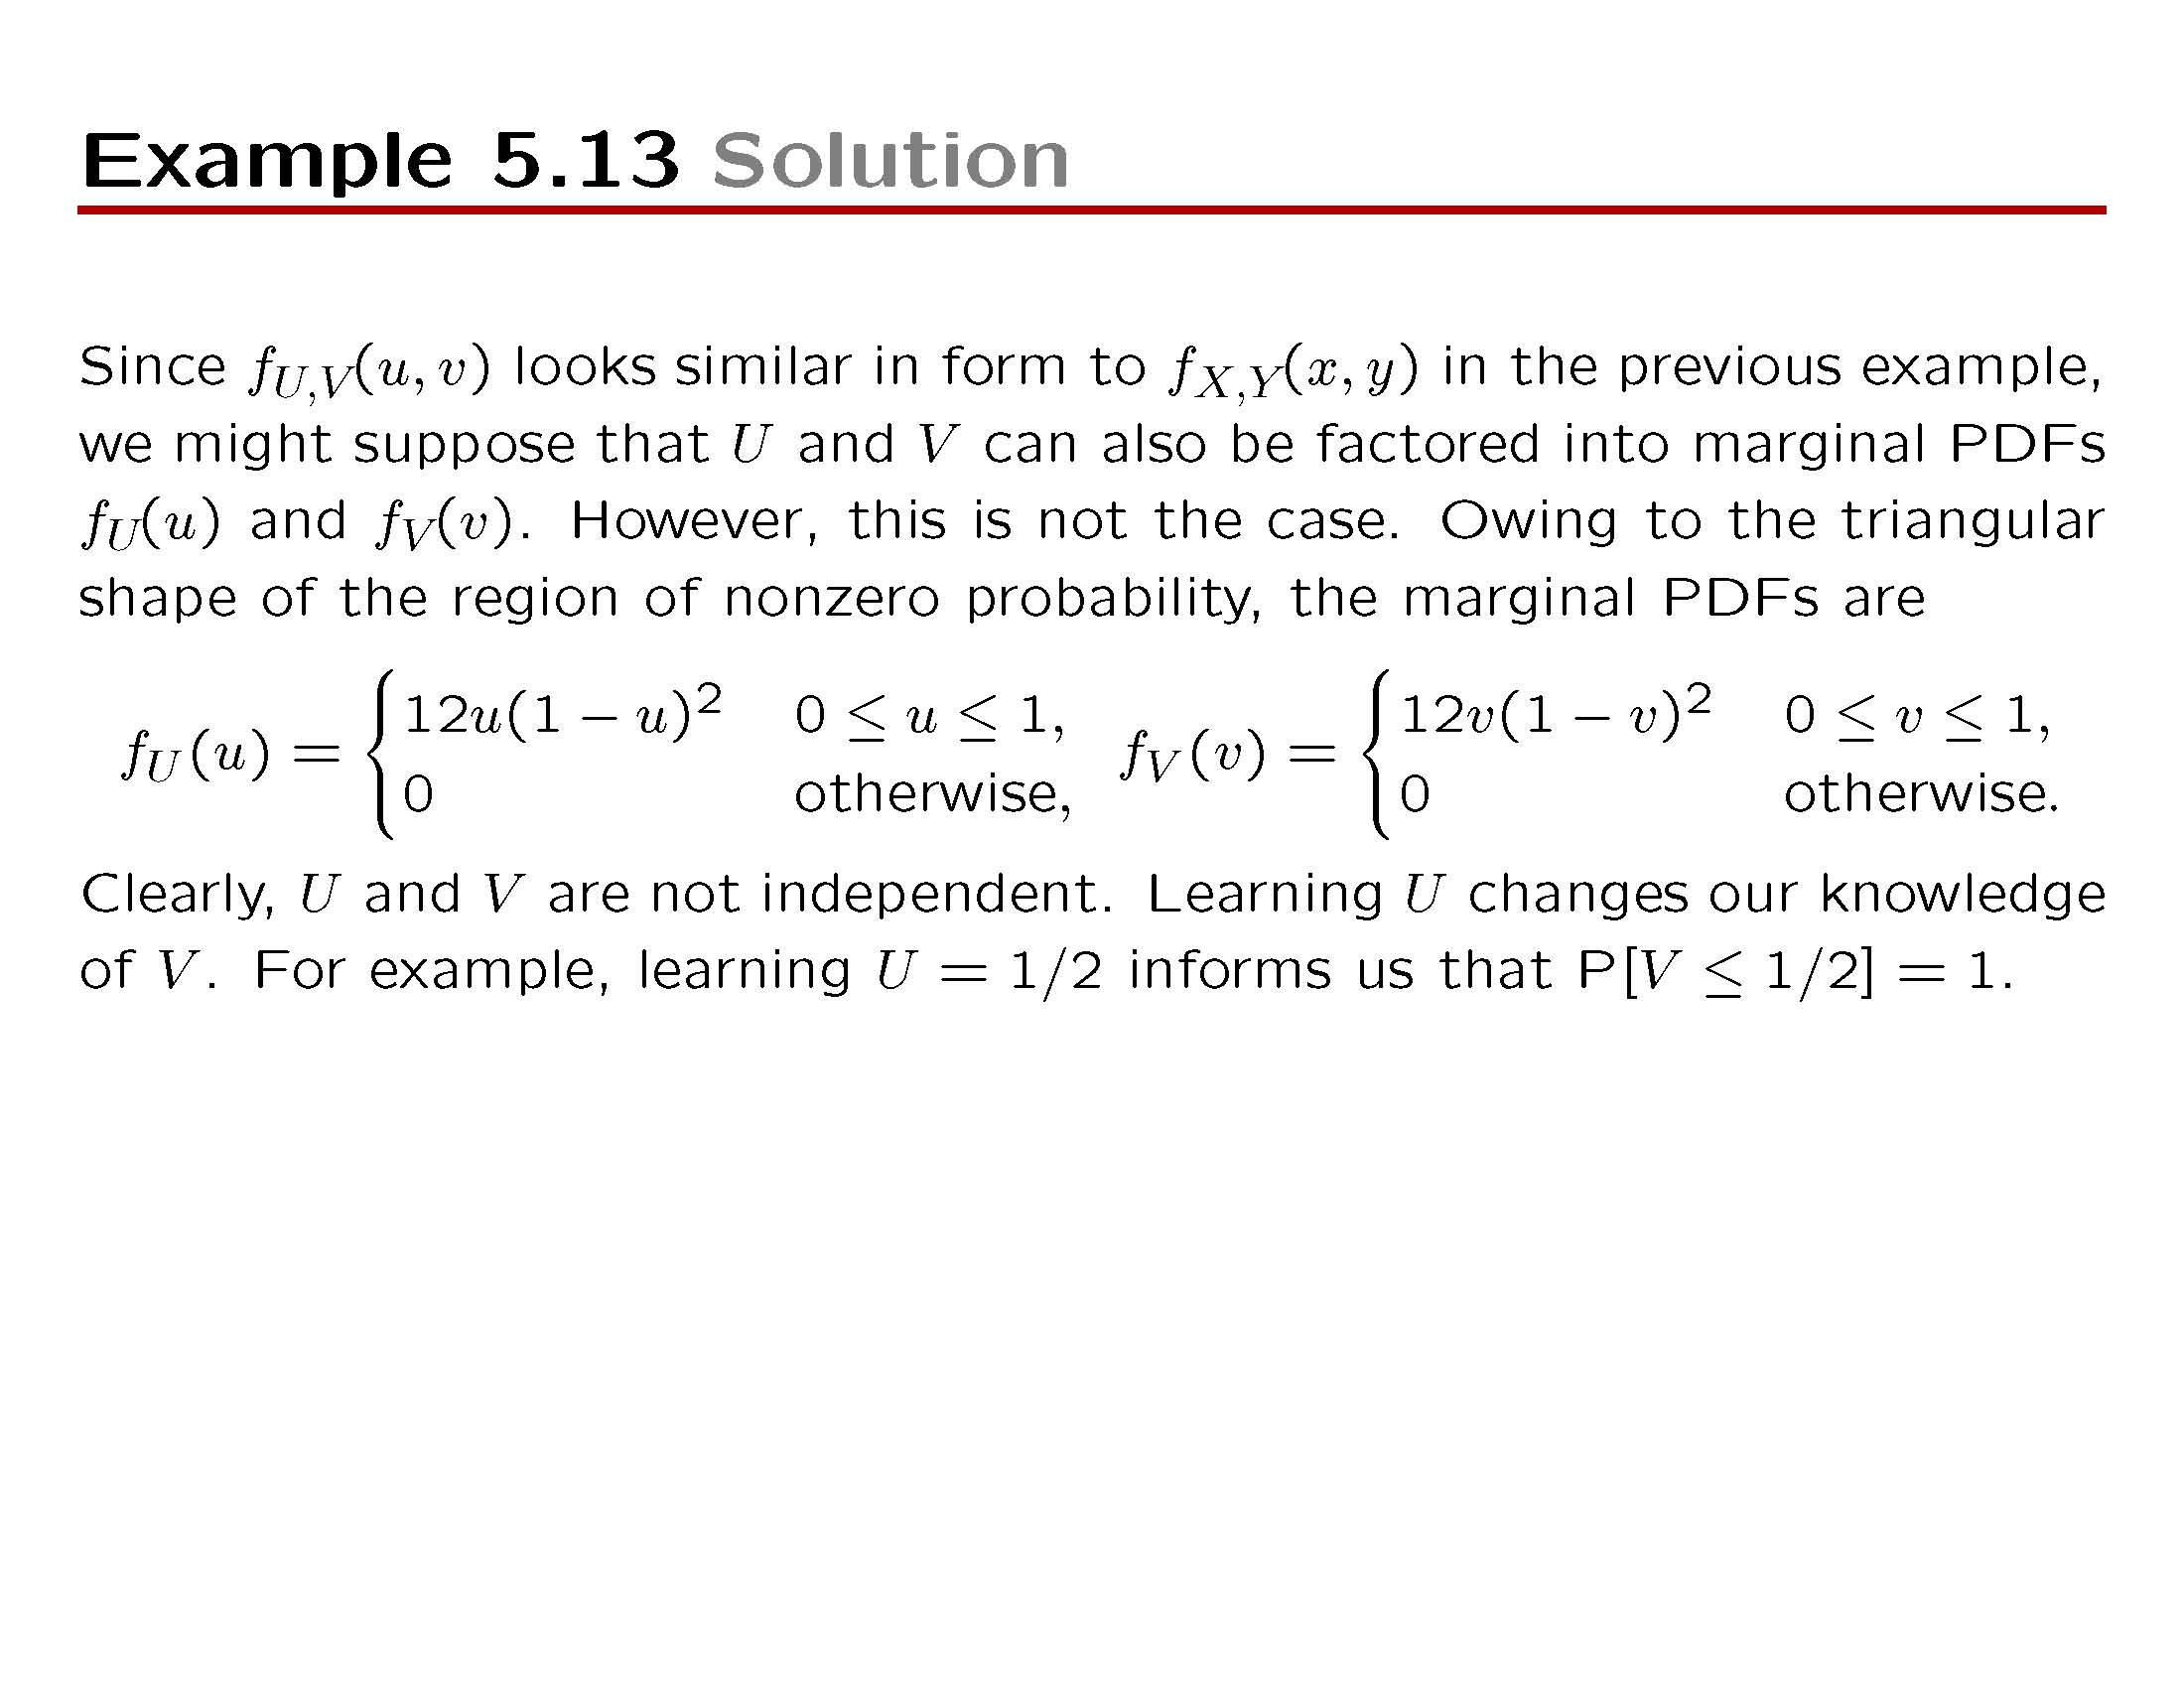 Example 5.13 Solution
Since f_{U,V}(u, v) looks similar in form to f_{X,Y}(x, y) in the previous example,
we might suppose that U and V can also be factored into marginal PDFs
f_U(u) and f_V(v). However, this is not the case. Owing to the triangular
shape of the region of nonzero probability, the marginal PDFs are
f_U(u) = { 12u(1 − u)² 0 ≤ u ≤ 1, 0 otherwise, f_V(v) = { 12v(1 − v)² 0 ≤ v ≤ 1, 0 otherwise.
Clearly, U and V are not independent. Learning U changes our knowledge
of V. For example, learning U = 1/2 informs us that P[V ≤ 1/2] = 1.